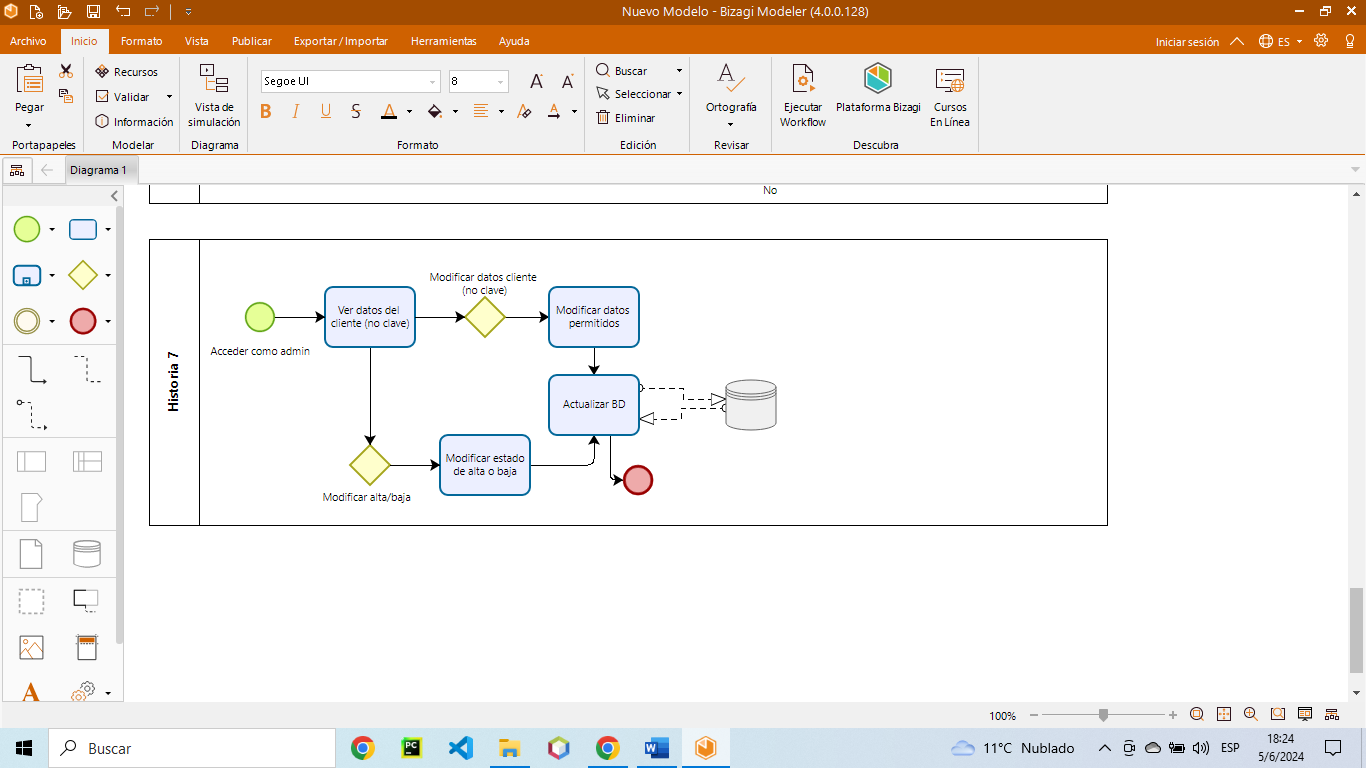 Nuevo Modelo - Bizagi Modeler (4.0.0.128)
Archivo
Inicio
Formato
Vista
Publicar
Exportar / Importar
Herramientas
Ayuda
Iniciar sesión
ES
Pegar
Portapapeles
Recursos
Validar
Información
Modelar
Vista de
simulación
Diagrama
Segoe UI
8
B I U S A
Formato
Buscar
Seleccionar
Eliminar
Edición
Ortografía
Revisar
Ejecutar
Workflow
Plataforma Bizagi
Cursos
En Línea
Descubra
Diagrama 1
No
Historia 7
Acceder como admin
Ver datos del
cliente (no clave)
Modificar datos cliente
(no clave)
Modificar datos
permitidos
Actualizar BD
Modificar alta/baja
Modificar estado
de alta o baja
A
100%
Buscar
PC
W
11°C Nublado
ESP
18:24
5/6/2024